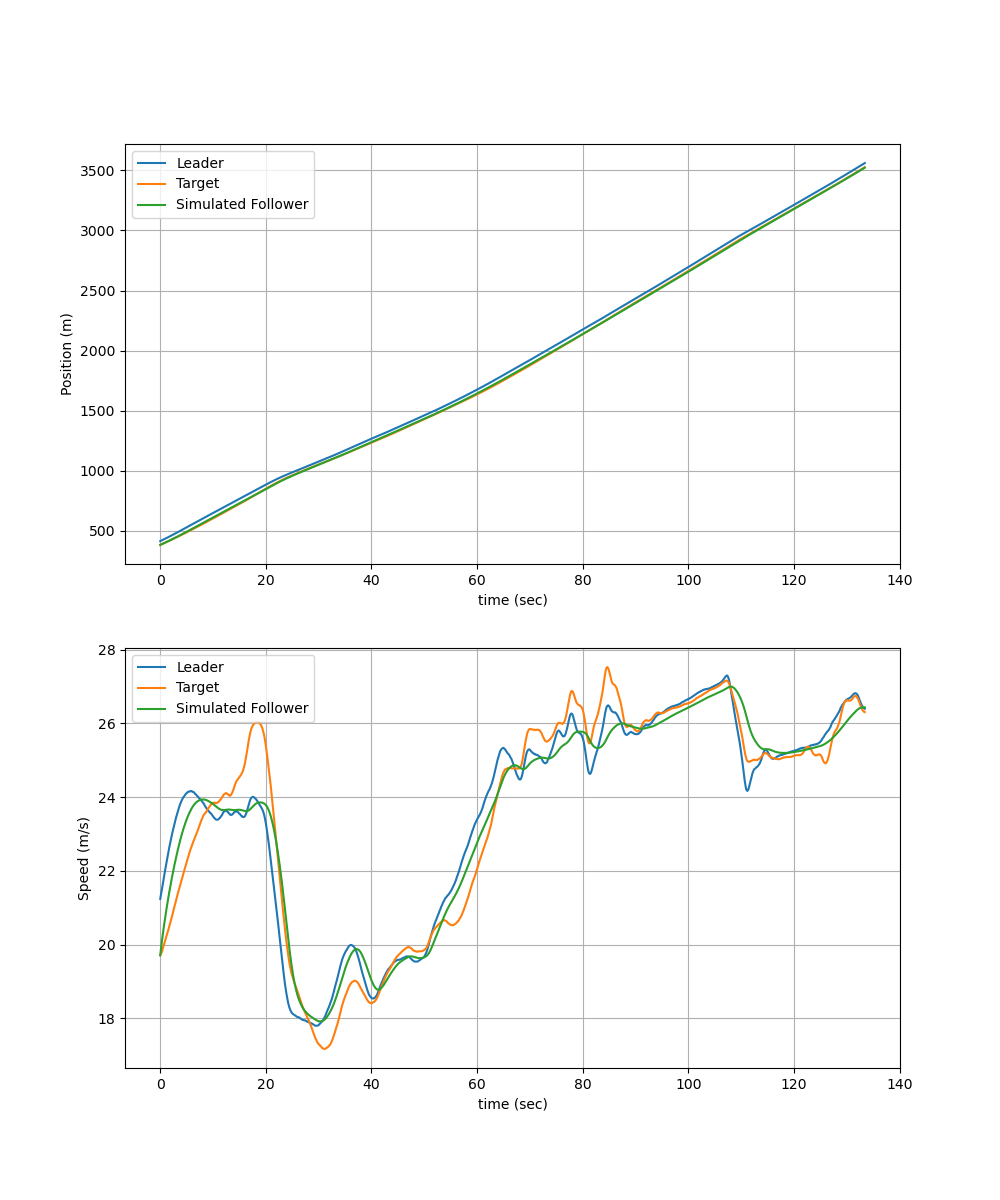 Leader
Target
Simulated Follower
3500
3000
2500
2000
1500
1000
500
Position (m)
0 20 40 60 80 100 120 140
time (sec)
Leader
Target
Simulated Follower
28
26
24
22
20
18
Speed (m/s)
0 20 40 60 80 100 120 140
time (sec)